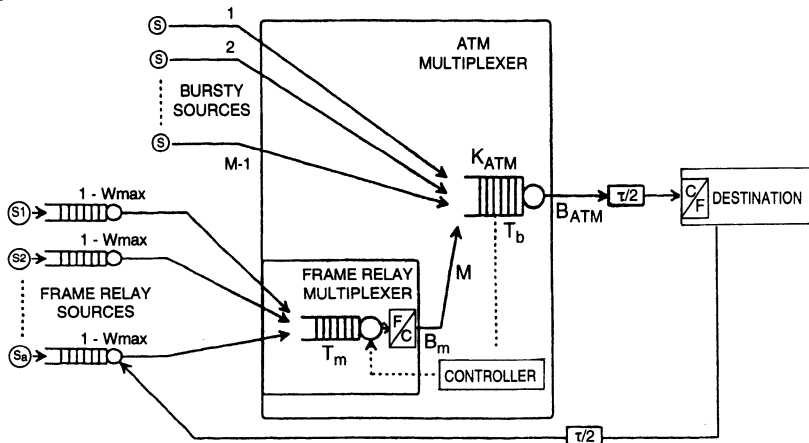 S
1
ATM
MULTIPLEXER
S
2
BURSTY
SOURCES
S
M-1
K_ATM
τ/2
C/F
DESTINATION
B_ATM
T_b
1 - Wmax
S1
1 - Wmax
S2
FRAME RELAY
MULTIPLEXER
M
FRAME RELAY
SOURCES
1 - Wmax
Sa
F/C
T_m
B_m
CONTROLLER
τ/2